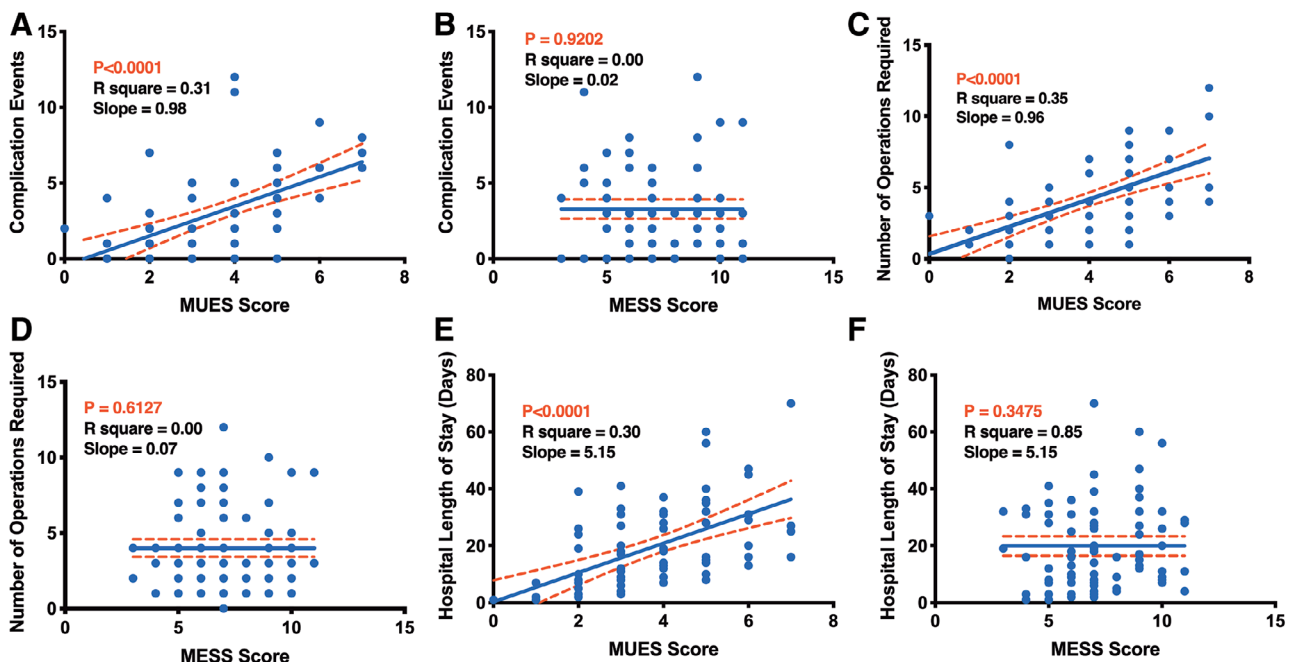 A
Complication Events
15
10
5
0
P<0.0001
R square = 0.31
Slope = 0.98
0 2 4 6 8
MUES Score
B
Complication Events
15
10
5
0
P = 0.9202
R square = 0.00
Slope = 0.02
0 5 10 15
MESS Score
C
Number of Operations Required
15
10
5
0
P<0.0001
R square = 0.35
Slope = 0.96
0 2 4 6 8
MUES Score
D
Number of Operations Required
15
10
5
0
P = 0.6127
R square = 0.00
Slope = 0.07
0 5 10 15
MESS Score
E
Hospital Length of Stay (Days)
80
60
40
20
0
P<0.0001
R square = 0.30
Slope = 5.15
0 2 4 6 8
MUES Score
F
Hospital Length of Stay (Days)
80
60
40
20
0
P = 0.3475
R square = 0.85
Slope = 5.15
0 5 10 15
MESS Score